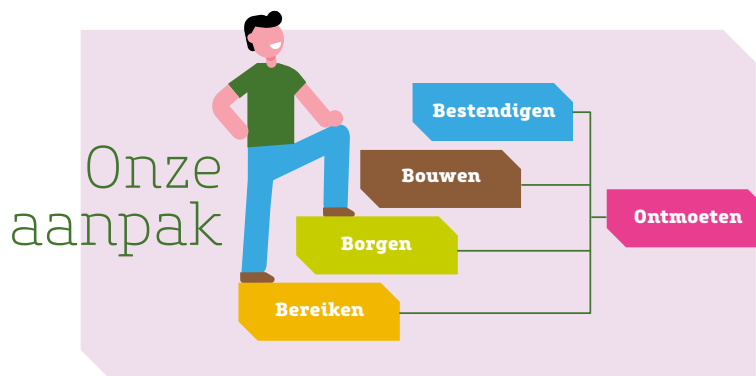 Onze
aanpak
Bestendigen
Bouwen
Borgen
Bereiken
Ontmoeten